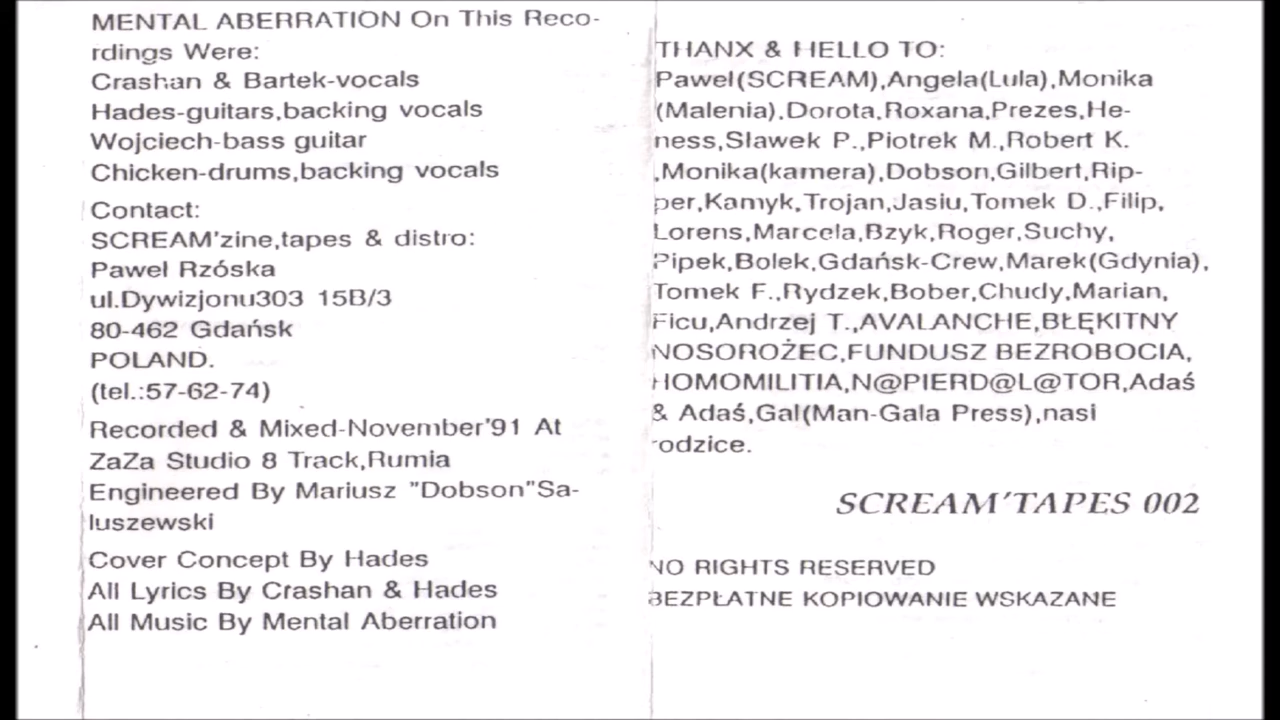 MENTAL ABERRATION On This Reco-
rdings Were:
Crashan & Bartek-vocals
Hades-guitars,backing vocals
Wojciech-bass guitar
Chicken-drums,backing vocals
Contact:
SCREAM'zine,tapes & distro:
Paweł Rzóska
ul.Dywizjonu303 15B/3
80-462 Gdańsk
POLAND.
(tel.:57-62-74)
Recorded & Mixed-November'91 At
ZaZa Studio 8 Track,Rumia
Engineered By Mariusz "Dobson"Sa-
luszewski
Cover Concept By Hades
All Lyrics By Crashan & Hades
All Music By Mental Aberration
THANX & HELLO TO:
Paweł(SCREAM),Angela(Lula),Monika
(Malenia),Dorota,Roxana,Prezes,He-
ness,Sławek P.,Piotrek M.,Robert K.
,Monika(kamera),Dobson,Gilbert,Rip-
per,Kamyk,Trojan,Jasiu,Tomek D.,Filip,
Lorens,Marcela,Bzyk,Roger,Suchy,
Pipek,Bolek,Gdańsk-Crew,Marek(Gdynia),
Tomek F.,Rydzek,Bober,Chudy,Marian,
Ficu,Andrzej T.,AVALANCHE,BŁĘKITNY
NOSOROŻEC,FUNDUSZ BEZROBOCIA,
HOMOMILITIA,N@PIERD@L@TOR,Adaś
& Adaś,Gal(Man-Gala Press),nasi
rodzice.
SCREAM'TAPES 002
NO RIGHTS RESERVED
BEZPŁATNE KOPIOWANIE WSKAZANE